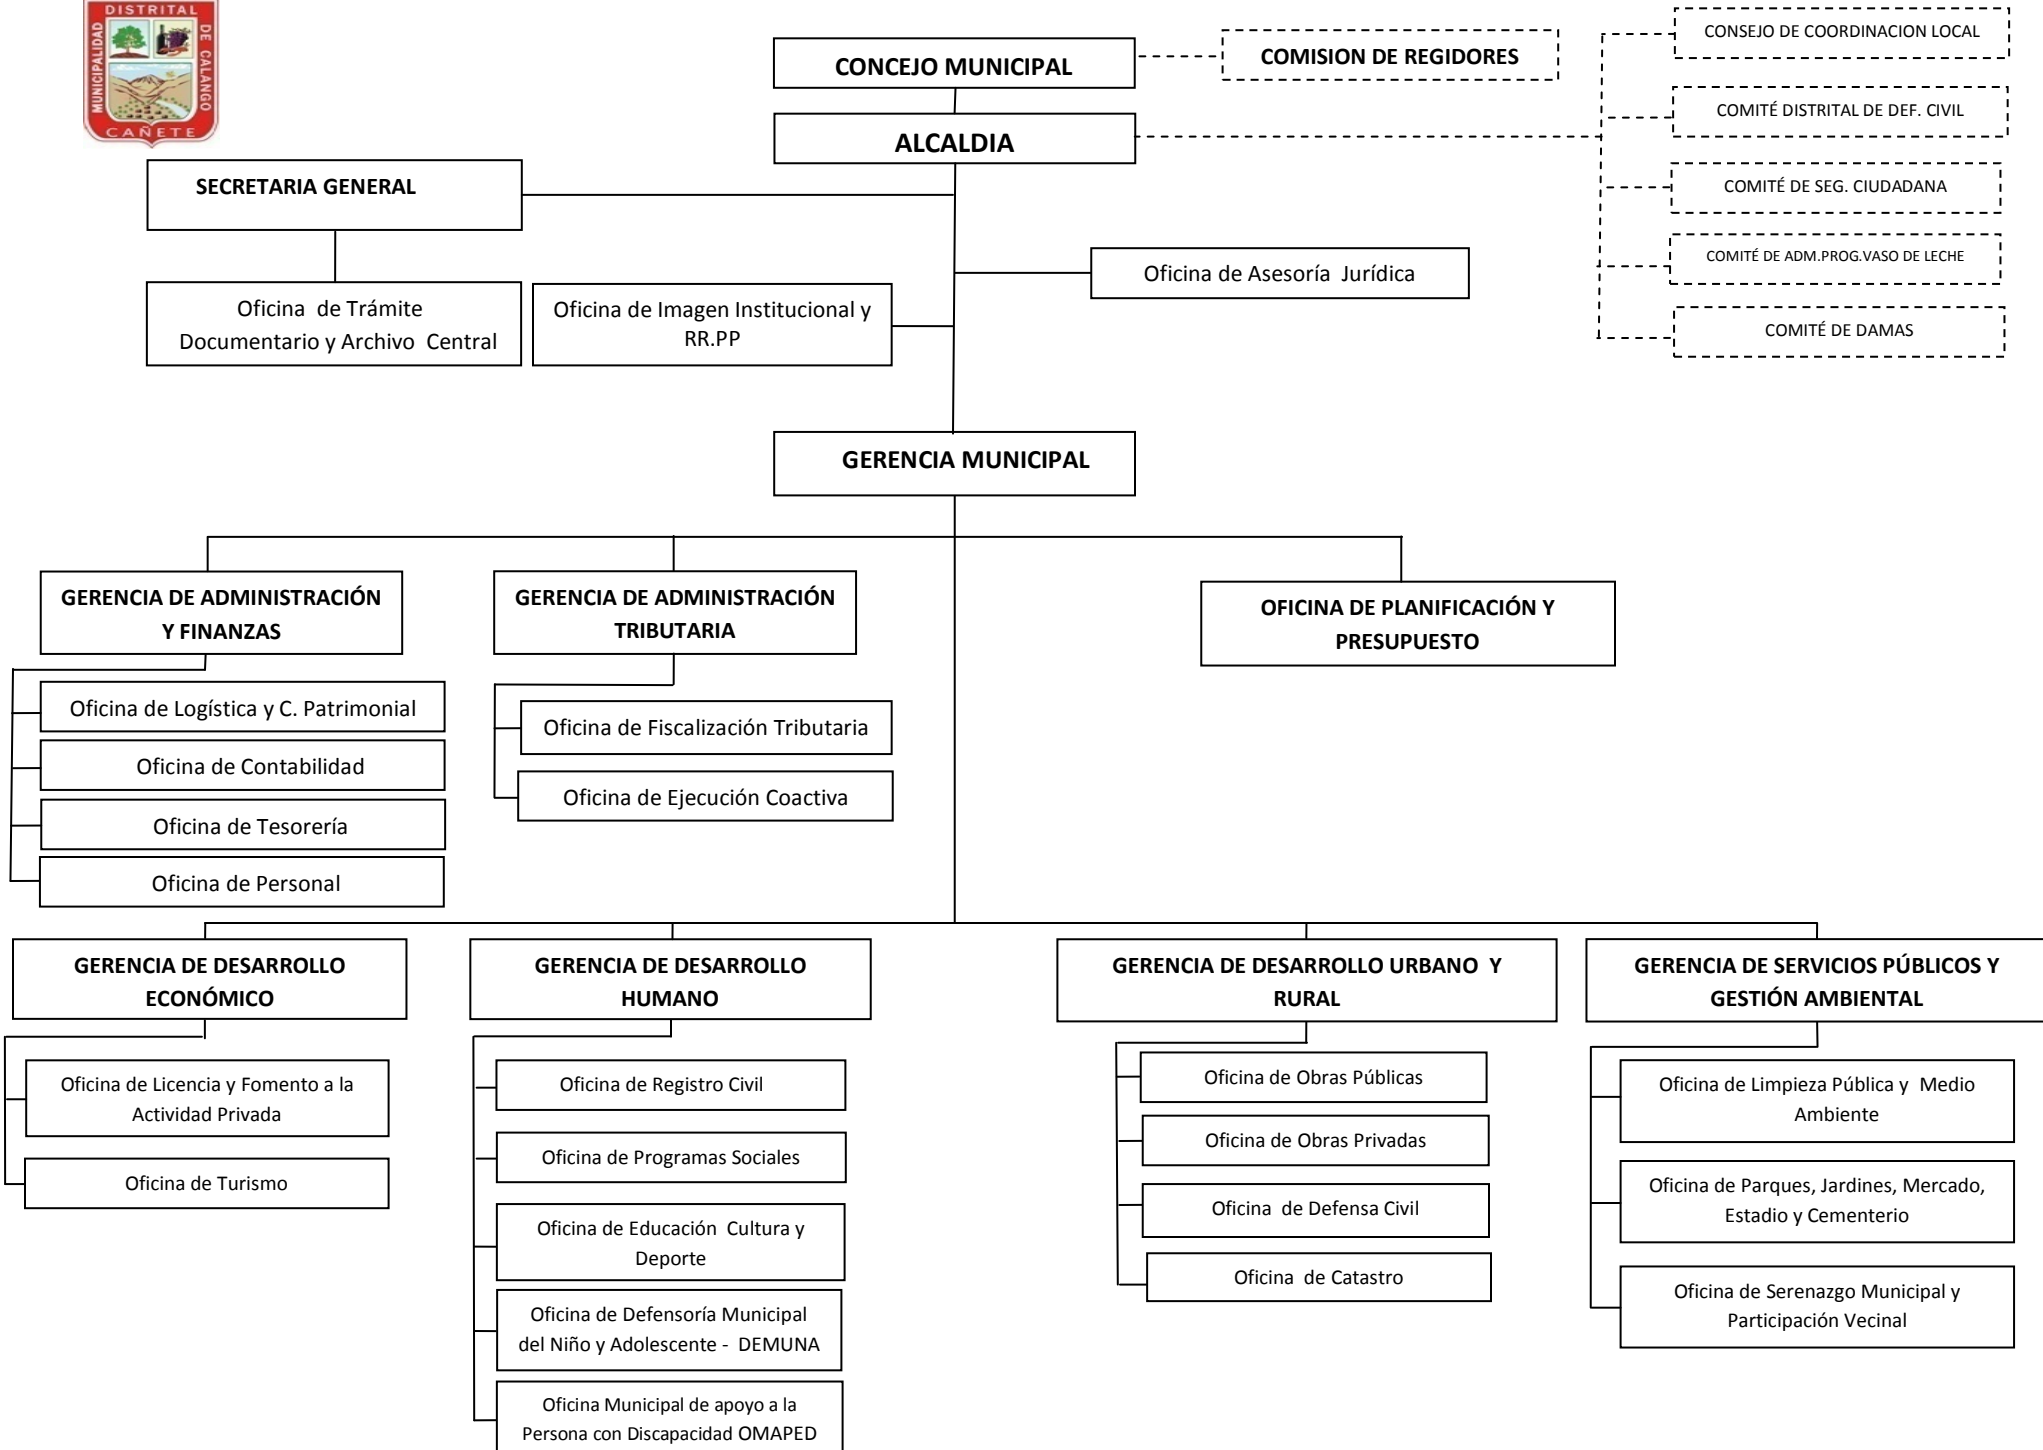 MUNICIPALIDAD
DISTRITAL
DE CALANGO
CAÑETE
CONCEJO MUNICIPAL
COMISION DE REGIDORES
ALCALDIA
CONSEJO DE COORDINACION LOCAL
COMITÉ DISTRITAL DE DEF. CIVIL
COMITÉ DE SEG. CIUDADANA
COMITÉ DE ADM.PROG.VASO DE LECHE
COMITÉ DE DAMAS
SECRETARIA GENERAL
Oficina de Trámite
Documentario y Archivo Central
Oficina de Imagen Institucional y
RR.PP
Oficina de Asesoría Jurídica
GERENCIA MUNICIPAL
GERENCIA DE ADMINISTRACIÓN
Y FINANZAS
Oficina de Logística y C. Patrimonial
Oficina de Contabilidad
Oficina de Tesorería
Oficina de Personal
GERENCIA DE ADMINISTRACIÓN
TRIBUTARIA
Oficina de Fiscalización Tributaria
Oficina de Ejecución Coactiva
OFICINA DE PLANIFICACIÓN Y
PRESUPUESTO
GERENCIA DE DESARROLLO
ECONÓMICO
Oficina de Licencia y Fomento a la
Actividad Privada
Oficina de Turismo
GERENCIA DE DESARROLLO
HUMANO
Oficina de Registro Civil
Oficina de Programas Sociales
Oficina de Educación Cultura y
Deporte
Oficina de Defensoría Municipal
del Niño y Adolescente - DEMUNA
Oficina Municipal de apoyo a la
Persona con Discapacidad OMAPED
GERENCIA DE DESARROLLO URBANO Y
RURAL
Oficina de Obras Públicas
Oficina de Obras Privadas
Oficina de Defensa Civil
Oficina de Catastro
GERENCIA DE SERVICIOS PÚBLICOS Y
GESTIÓN AMBIENTAL
Oficina de Limpieza Pública y Medio
Ambiente
Oficina de Parques, Jardines, Mercado,
Estadio y Cementerio
Oficina de Serenazgo Municipal y
Participación Vecinal